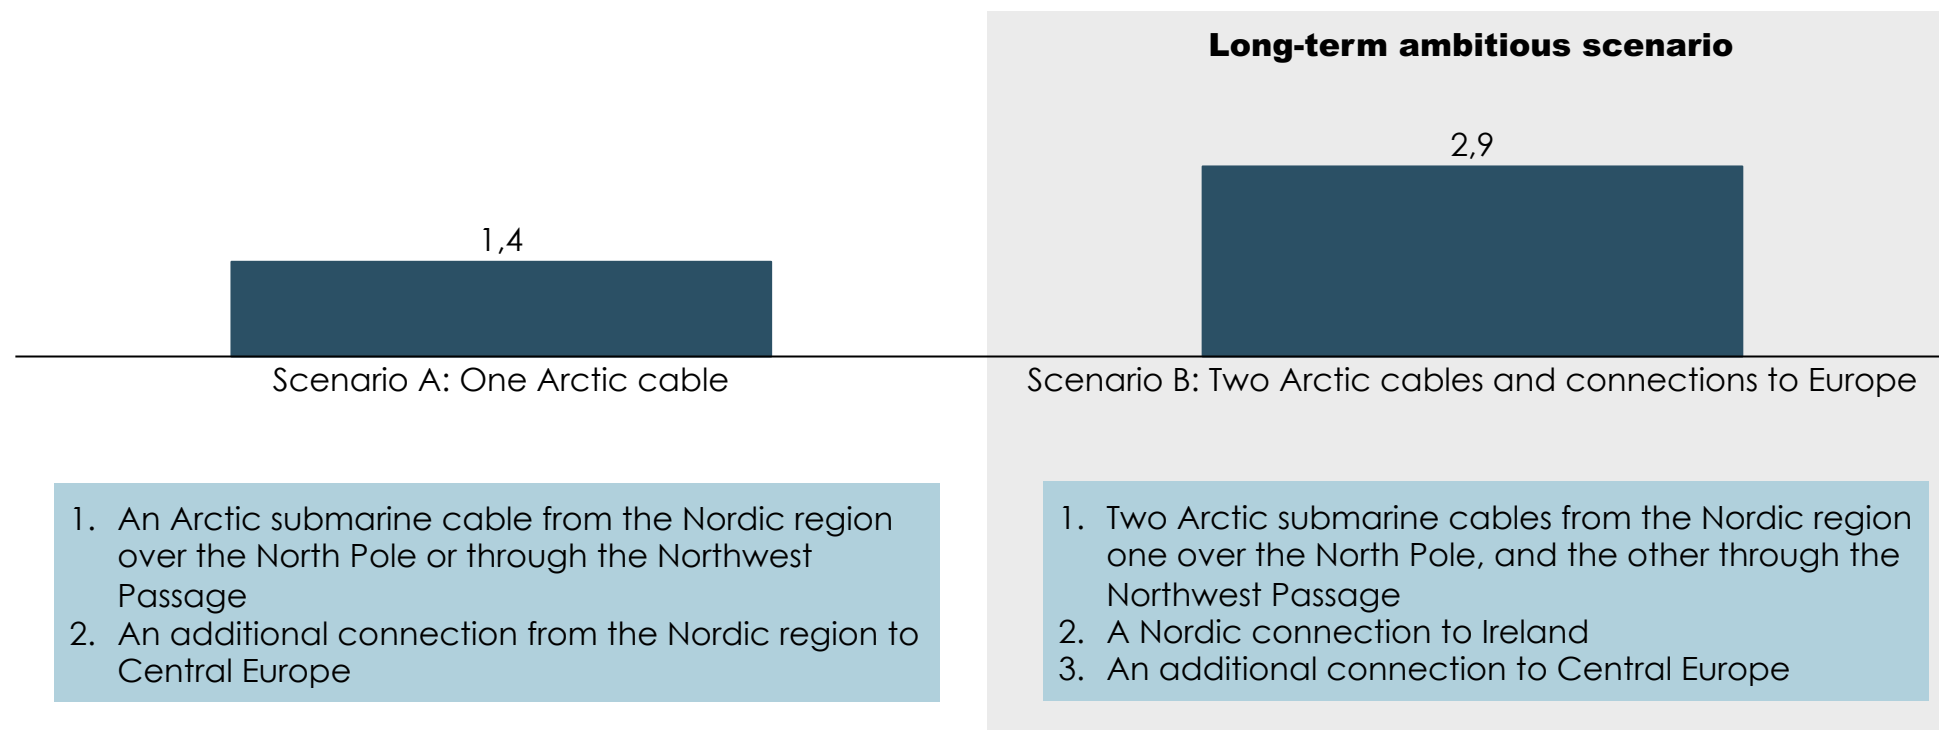 Long-term ambitious scenario
2,9
1,4
Scenario A: One Arctic cable
Scenario B: Two Arctic cables and connections to Europe
1. An Arctic submarine cable from the Nordic region
over the North Pole or through the Northwest
Passage
2. An additional connection from the Nordic region to
Central Europe
1. Two Arctic submarine cables from the Nordic region
one over the North Pole, and the other through the
Northwest Passage
2. A Nordic connection to Ireland
3. An additional connection to Central Europe